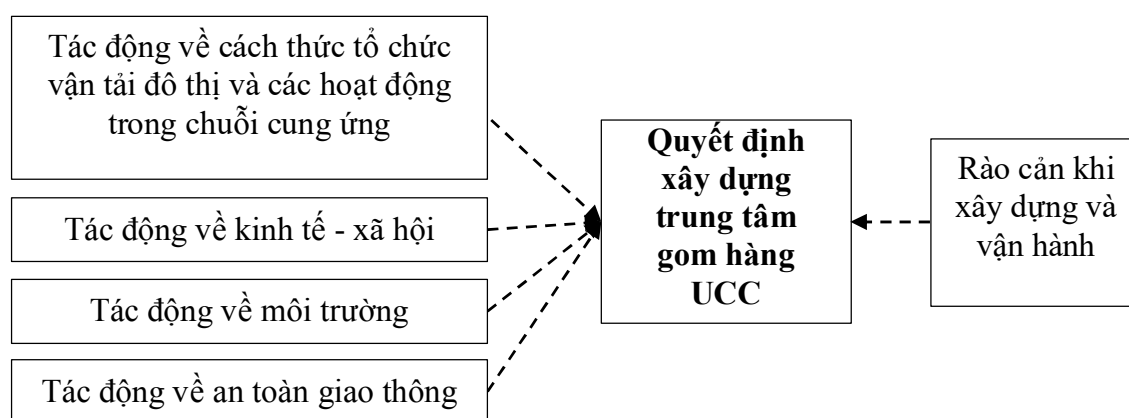 Tác động về cách thức tổ chức
vận tải đô thị và các hoạt động
trong chuỗi cung ứng
Tác động về kinh tế - xã hội
Tác động về môi trường
Tác động về an toàn giao thông
Quyết định
xây dựng
trung tâm
gom hàng
UCC
Rào cản khi
xây dựng và
vận hành